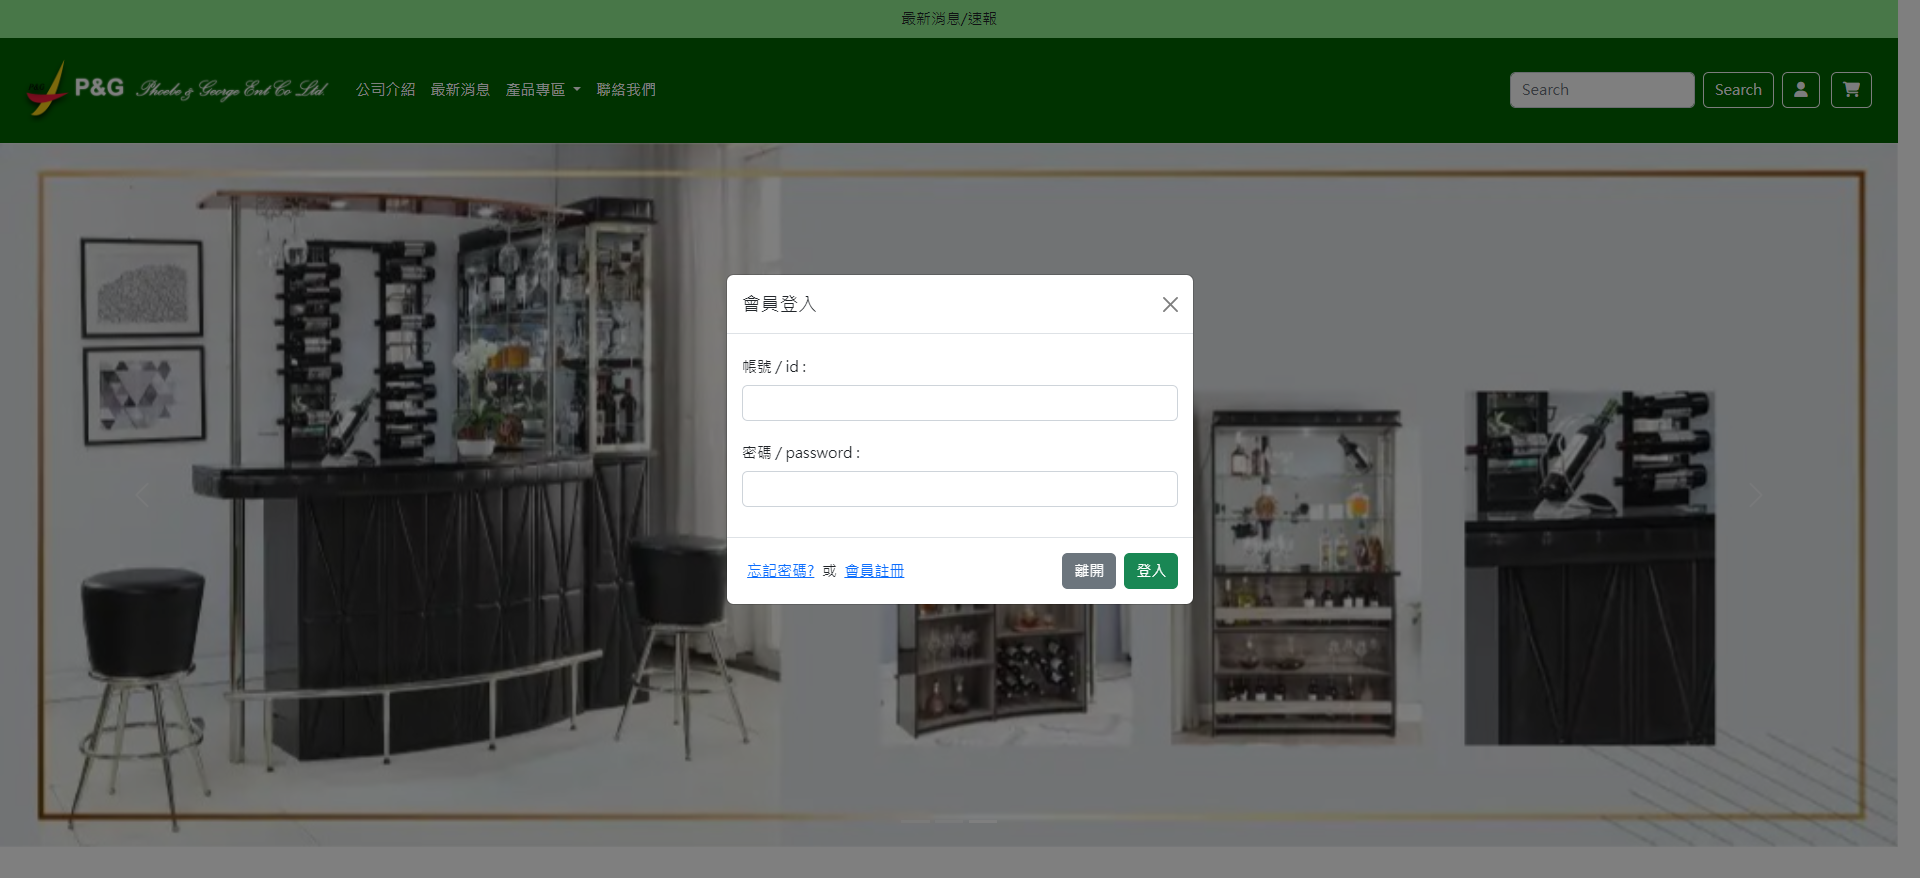 最新消息/速報
P&G Phoebe & George Ent Co Ltd
公司介紹 最新消息 產品專區 聯絡我們
Search Search
會員登入
帳號 / id :
密碼 / password :
忘記密碼? 或 會員註冊
離開 登入